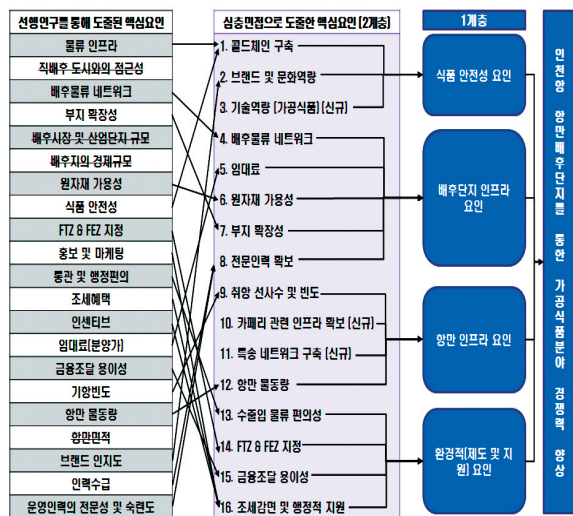 선행연구를 통해 도출된 핵심요인
물류 인프라
직배후 도시와의 접근성
배후물류 네트워크
부지 확장성
배후시장 및 산업단지 규모
배후지의 경제규모
원자재 가용성
식품 안전성
FTZ & FEZ 지정
홍보 및 마케팅
통관 및 행정편의
조세혜택
인센티브
임대료(분양가)
금융조달 용이성
기항빈도
항만 물동량
항만면적
브랜드 인지도
인력수급
운영인력의 전문성 및 숙련도
심층면접으로 도출한 핵심요인 (2계층)
1. 콜드체인 구축
2. 브랜드 및 문화역량
3. 기술역량 (가공식품) (신규)
4. 배후물류 네트워크
5. 임대료
6. 원자재 가용성
7. 부지 확장성
8. 전문인력 확보
9. 취항 선사수 및 빈도
10. 카페리 관련 인프라 확보 (신규)
11. 특송 네트워크 구축 (신규)
12. 항만 물동량
13. 수출입 물류 편의성
14. FTZ & FEZ 지정
15. 금융조달 용이성
16. 조세감면 및 행정적 지원
1계층
식품 안전성 요인
배후단지 인프라
요인
항만 인프라 요인
환경적(제도 및 지
원) 요인
인천항 항만배후단지를 통한 가공식품분야 경쟁력 향상